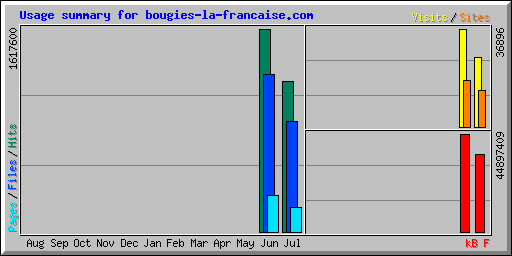 Usage summary for bougies-la-francaise.com
Visits/Sites
1617600
36896
Pages/Files/Hits
44897409
Aug Sep Oct Nov Dec Jan Feb Mar Apr May Jun Jul
kB F